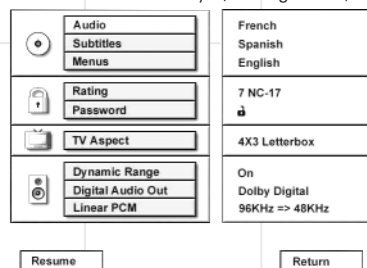 Audio French
Subtitles Spanish
Menus English
Rating 7 NC-17
Password
TV Aspect 4X3 Letterbox
Dynamic Range On
Digital Audio Out Dolby Digital
Linear PCM 96KHz => 48KHz
Resume Return